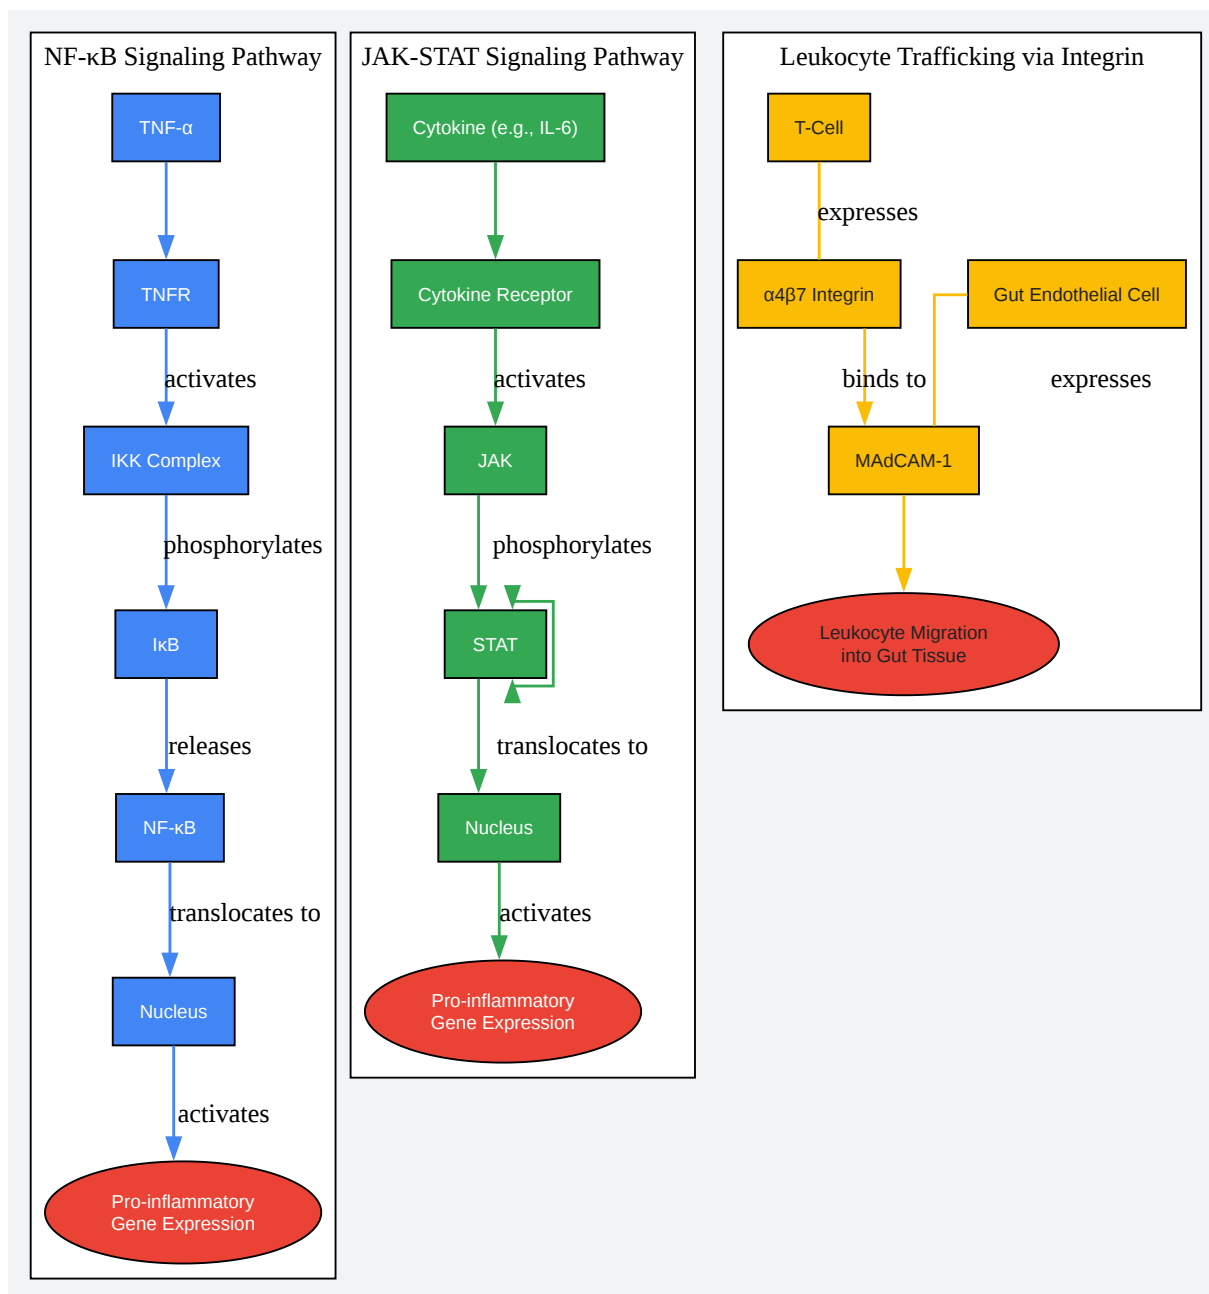 NF-κB Signaling Pathway
TNF-α
TNFR
activates
IKK Complex
phosphorylates
IκB
releases
NF-κB
translocates to
Nucleus
activates
Pro-inflammatory
Gene Expression
JAK-STAT Signaling Pathway
Cytokine (e.g., IL-6)
Cytokine Receptor
activates
JAK
phosphorylates
STAT
translocates to
Nucleus
activates
Pro-inflammatory
Gene Expression
Leukocyte Trafficking via Integrin
T-Cell
expresses
α4β7 Integrin
Gut Endothelial Cell
binds to
expresses
MAdCAM-1
Leukocyte Migration
into Gut Tissue